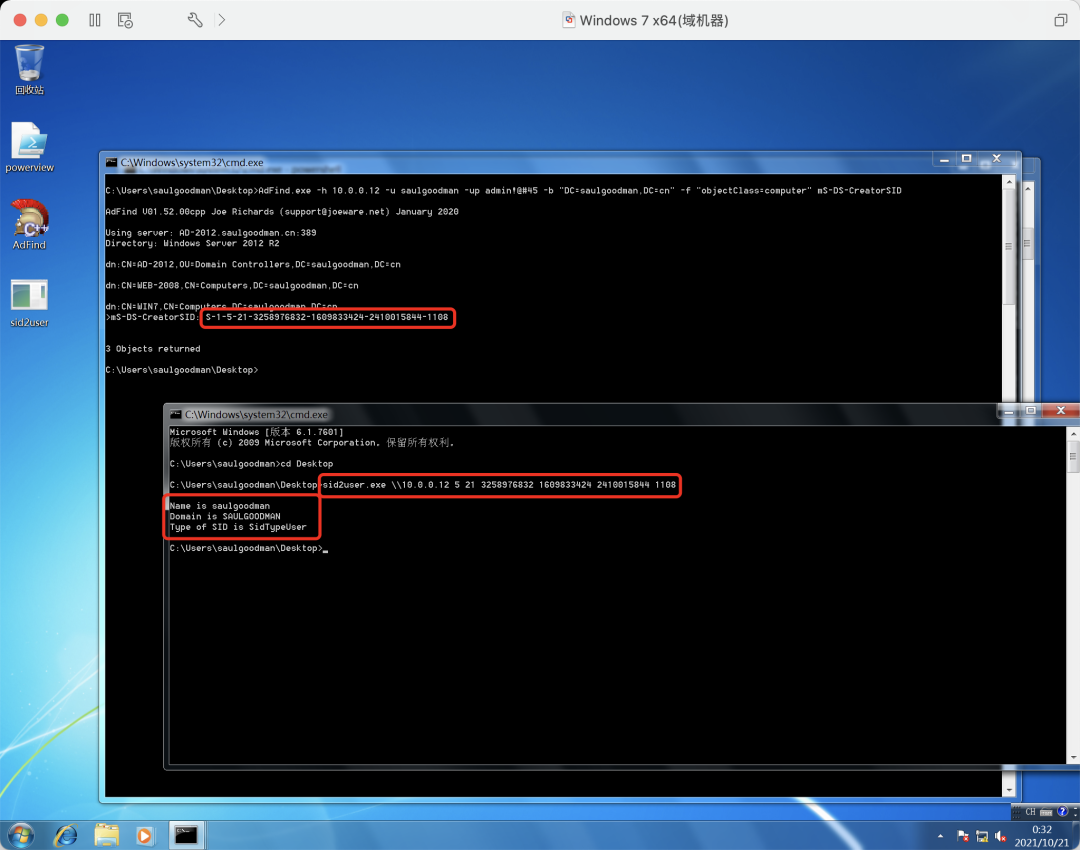 Windows 7 x64(域机器)
回收站
powerview
AdFind
sid2user
C:\Windows\system32\cmd.exe
C:\Users\saulgoodman\Desktop>AdFind.exe -h 10.0.0.12 -u saulgoodman -up admin!@#45 -b "DC=saulgoodman,DC=cn" -f "objectClass=computer" mS-DS-CreatorSID
AdFind V01.52.00cpp Joe Richards (support@joeware.net) January 2020
Using server: AD-2012.saulgoodman.cn:389
Directory: Windows Server 2012 R2
dn:CN=AD-2012,OU=Domain Controllers,DC=saulgoodman,DC=cn
dn:CN=WEB-2008,CN=Computers,DC=saulgoodman,DC=cn
dn:CN=WIN7,CN=Computers,DC=saulgoodman,DC=cn
>mS-DS-CreatorSID: S-1-5-21-3258976832-1609833424-2410015844-1108
3 Objects returned
C:\Users\saulgoodman\Desktop>
C:\Windows\system32\cmd.exe
Microsoft Windows [版本 6.1.7601]
版权所有 (c) 2009 Microsoft Corporation。保留所有权利。
C:\Users\saulgoodman>cd Desktop
C:\Users\saulgoodman\Desktop>sid2user.exe \\10.0.0.12 5 21 3258976832 1609833424 2410015844 1108
Name is saulgoodman
Domain is SAULGOODMAN
Type of SID is SidTypeUser
C:\Users\saulgoodman\Desktop>_
CH
0:32
2021/10/21